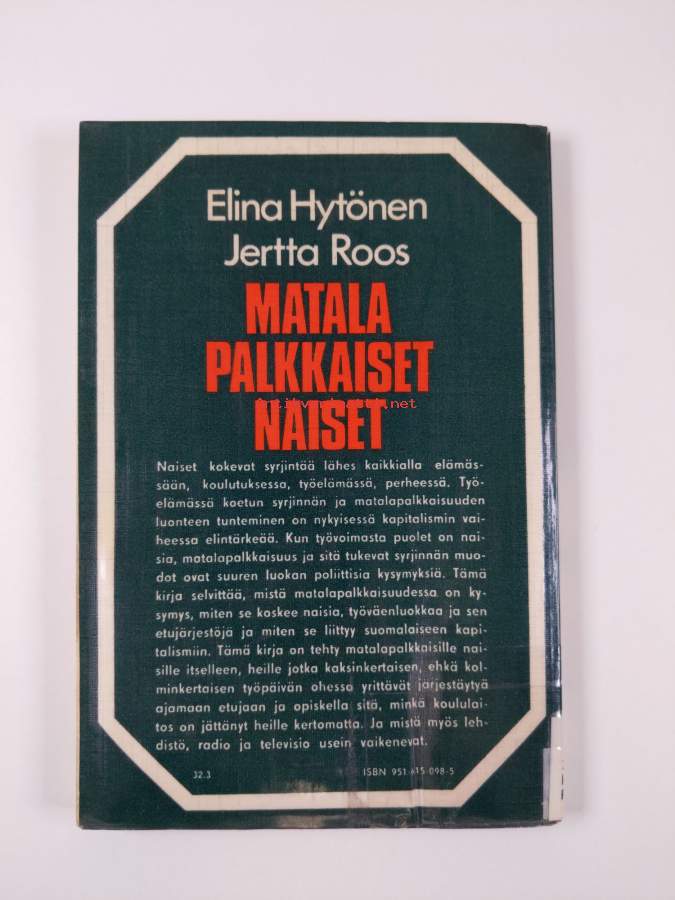 Elina Hytönen
Jertta Roos
MATALA
PALKKAISET
Antikvariaatti.net
NAISET
Naiset kokevat syrjintää lähes kaikkialla elämäs-
sään, koulutuksessa, työelämässä, perheessä. Työ-
elämässä koetun syrjinnän ja matalapalkkaisuuden
luonteen tunteminen on nykyisessä kapitalismin vai-
heessa elintärkeää. Kun työvoimasta puolet on nai-
sia, matalapalkkaisuus ja sitä tukevat syrjinnän muo-
dot ovat suuren luokan poliittisia kysymyksiä. Tämä
kirja selvittää, mistä matalapalkkaisuudessa on ky-
symys, miten se koskee naisia, työväenluokkaa ja sen
etujärjestöjä ja miten se liittyy suomalaiseen kapi-
talismiin. Tämä kirja on tehty matalapalkkaisille nai-
sille itselleen, heille jotka kaksinkertaisen, ehkä kol-
minkertaisen työpäivän ohessa yrittävät järjestäytyä
ajamaan etujaan ja opiskella sitä, minkä koululai-
tos on jättänyt heille kertomatta. Ja mistä myös leh-
distö, radio ja televisio usein vaikenevat.
32.3
ISBN 951-615-098-5